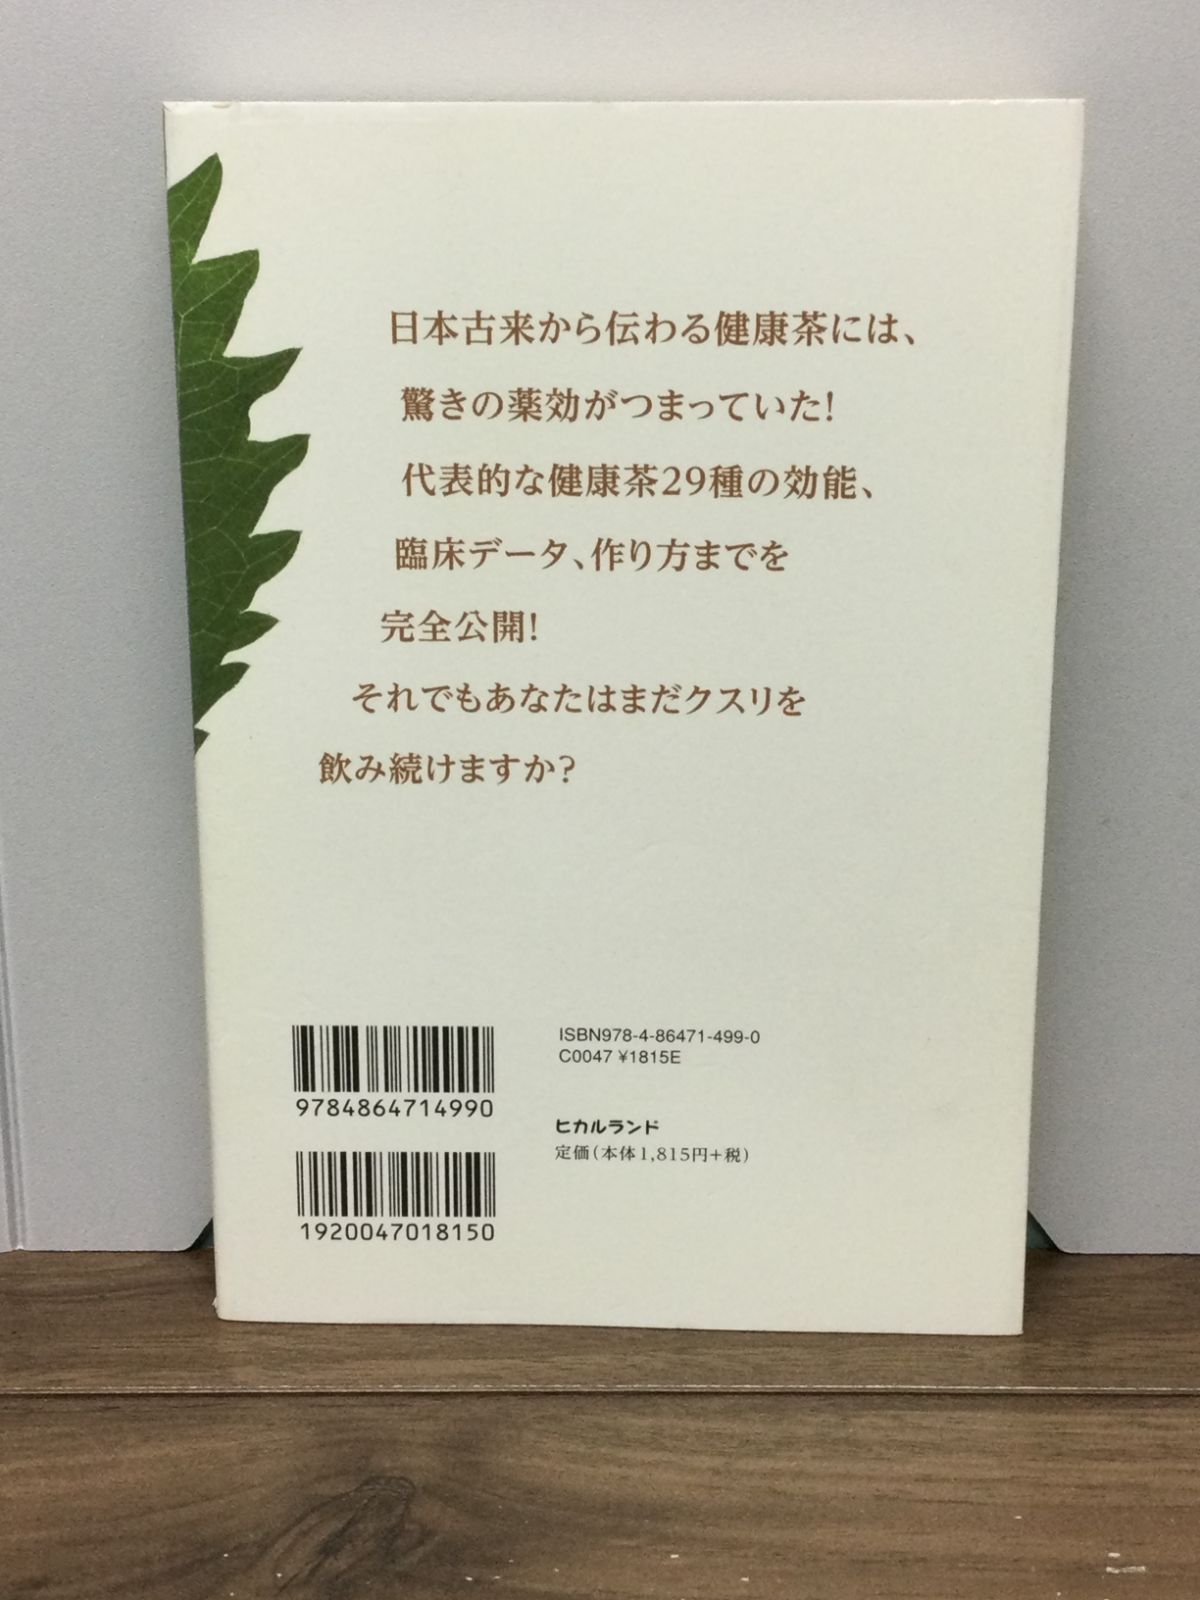 日本古来から伝わる健康茶には、
驚きの薬効がつまっていた!
代表的な健康茶29種の効能、
臨床データ、作り方までを
完全公開!
それでもあなたはまだクスリを
飲み続けますか?
ISBN978-4-86471-499-0
C0047 ¥1815E
9784864714990
ヒカルランド
定価(本体1,815円+税)
1920047018150